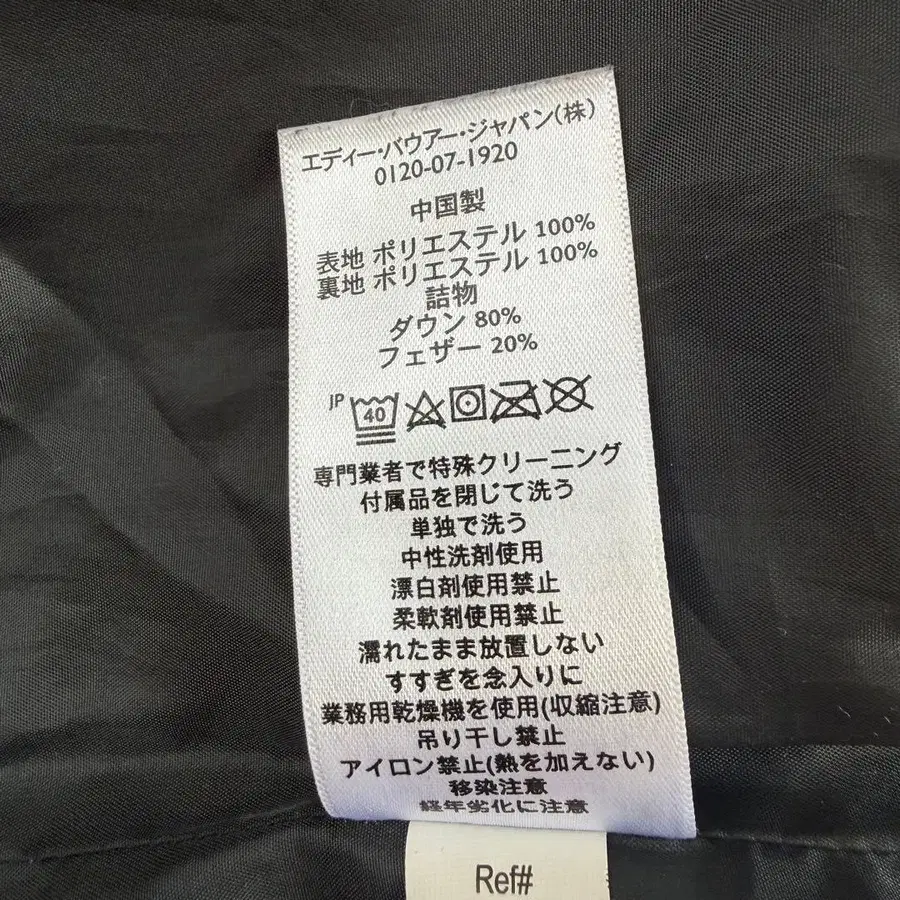 エディー・バウアー・ジャパン(株)
0120-07-1920
中国製
表地 ポリエステル 100%
裏地 ポリエステル 100%
詰物
ダウン 80%
フェザー 20%
JP 40
専門業者で特殊クリーニング
付属品を閉じて洗う
単独で洗う
中性洗剤使用
漂白剤使用禁止
柔軟剤使用禁止
濡れたまま放置しない
すすぎを念入りに
業務用乾燥機を使用(収縮注意)
吊り干し禁止
アイロン禁止(熱を加えない)
移染注意
経年劣化に注意
Ref#